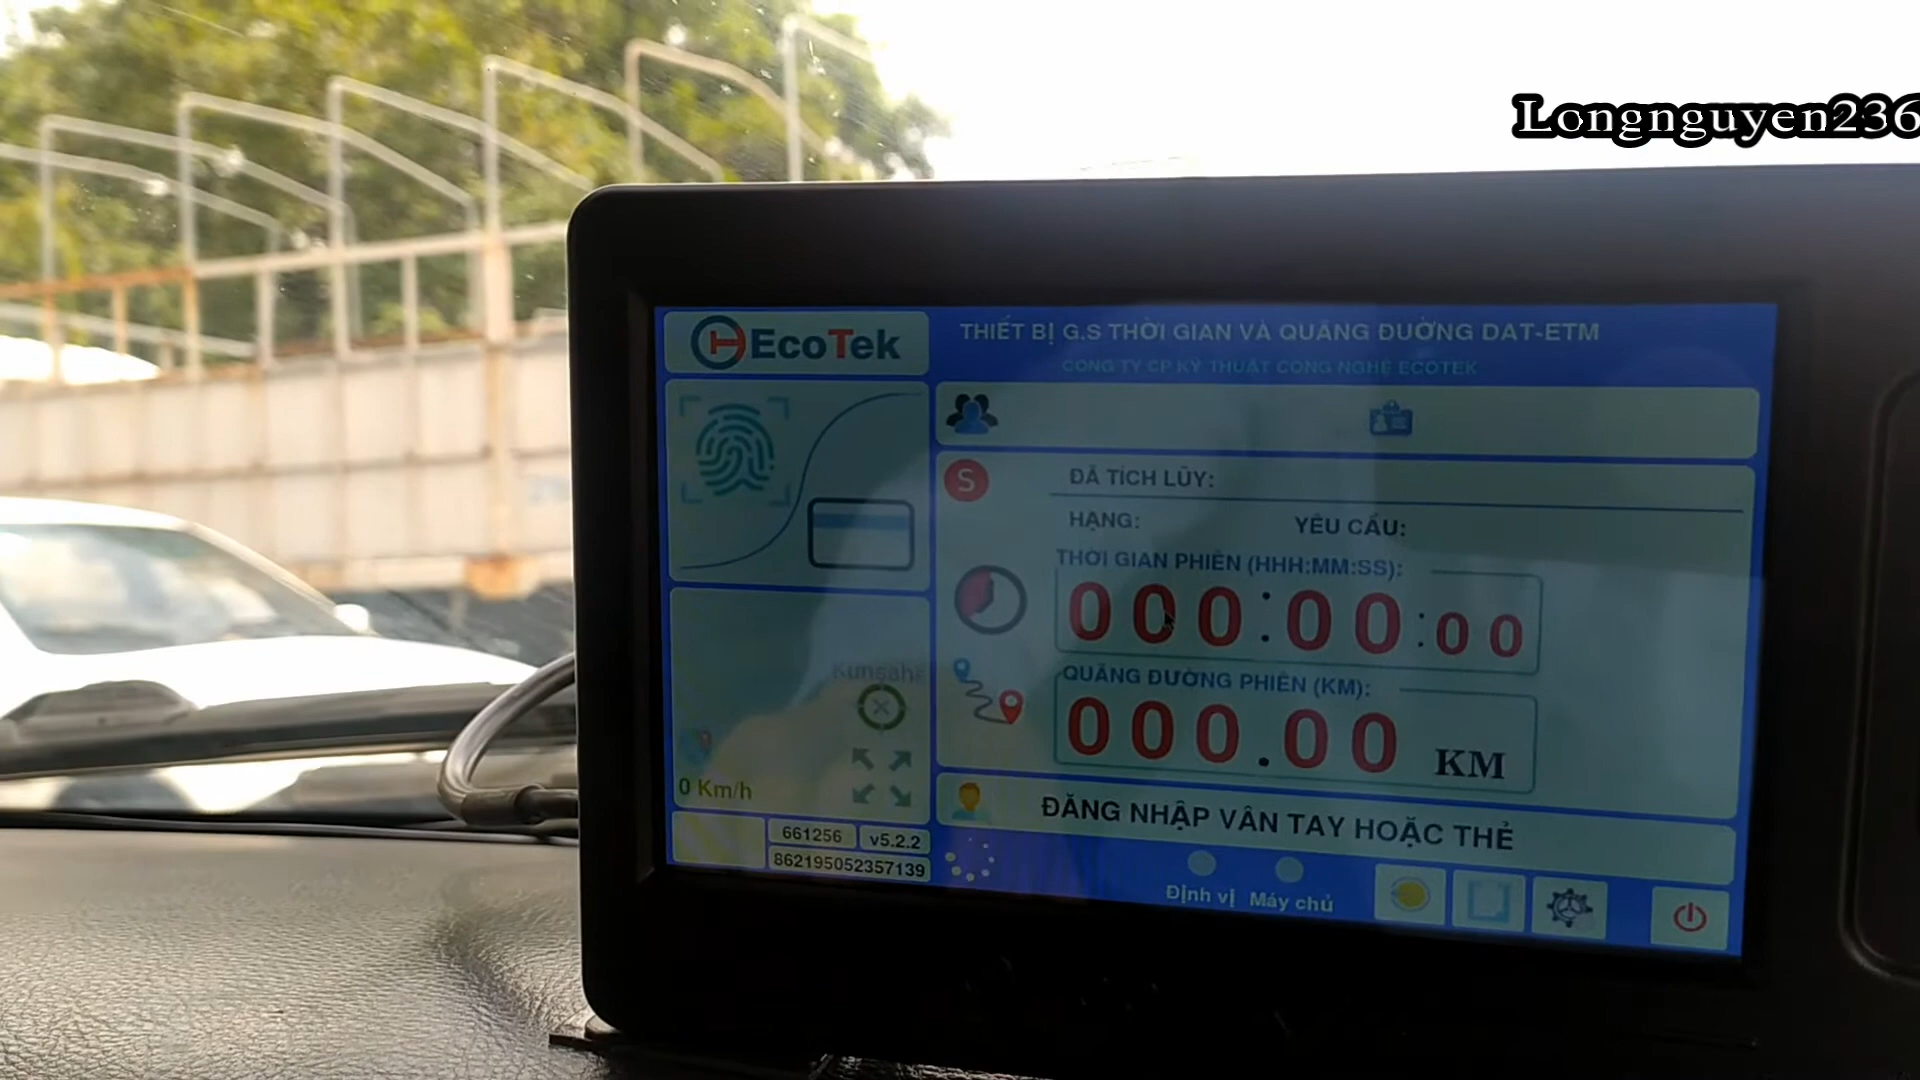 Longnguyen236
EcoTek
THIẾT BỊ G.S THỜI GIAN VÀ QUÃNG ĐƯỜNG DAT-ETM
CÔNG TY CP KỸ THUẬT CÔNG NGHỆ ECOTEK
S
ĐÃ TÍCH LŨY:
HẠNG: YÊU CẦU:
THỜI GIAN PHIÊN (HHH:MM:SS):
000:00:00
QUÃNG ĐƯỜNG PHIÊN (KM):
000.00 KM
Kunsahe
0 Km/h
ĐĂNG NHẬP VÂN TAY HOẶC THẺ
661256 v5.2.2
862195052357139
Định vị Máy chủ